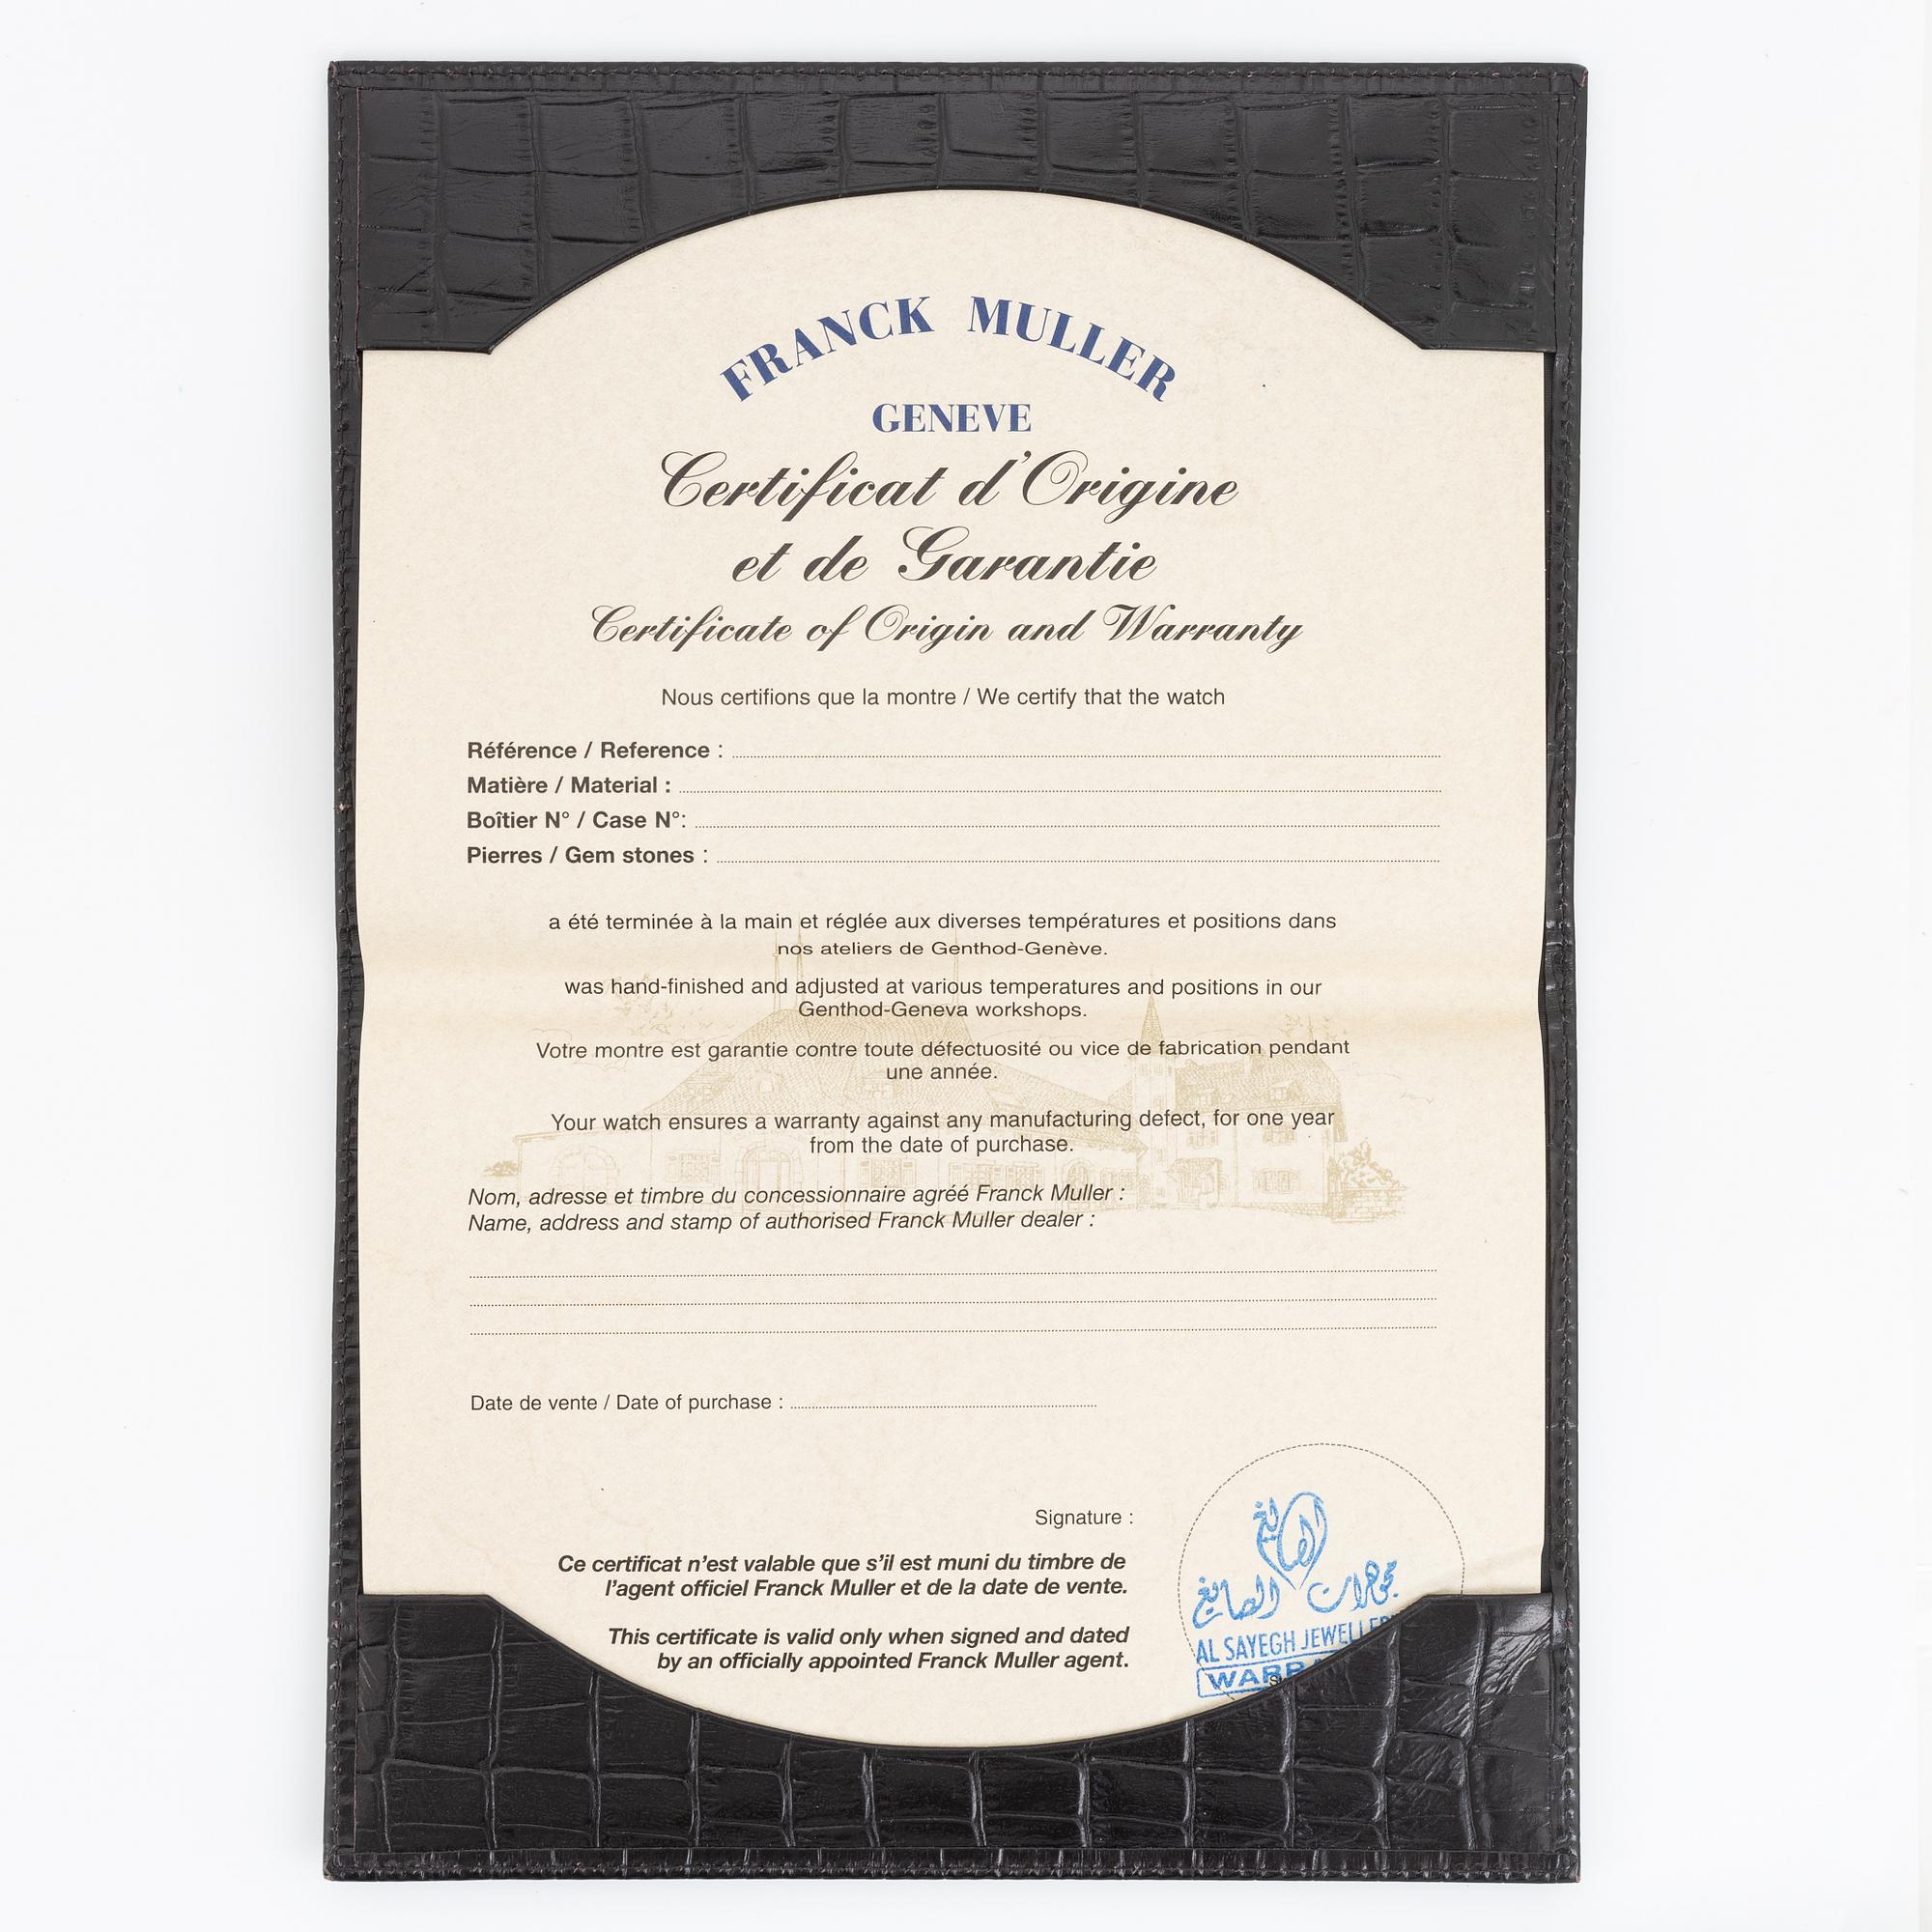 FRANCK MULLER
GENEVE
Certificat d'Origine
et de Garantie
Certificate of Origin and Warranty
Nous certifions que la montre / We certify that the watch
Référence / Reference :
Matière / Material :
Boîtier N° / Case N°:
Pierres / Gem stones :
a été terminée à la main et réglée aux diverses températures et positions dans
nos ateliers de Genthod-Genève.
was hand-finished and adjusted at various temperatures and positions in our
Genthod-Geneva workshops.
Votre montre est garantie contre toute défectuosité ou vice de fabrication pendant
une année.
Your watch ensures a warranty against any manufacturing defect, for one year
from the date of purchase.
Nom, adresse et timbre du concessionnaire agréé Franck Muller :
Name, address and stamp of authorised Franck Muller dealer :
Date de vente / Date of purchase :
Signature :
Ce certificat n'est valable que s'il est muni du timbre de
l'agent officiel Franck Muller et de la date de vente.
This certificate is valid only when signed and dated
by an officially appointed Franck Muller agent.
الصايغ
مجوهرات الصايغ
AL SAYEGH